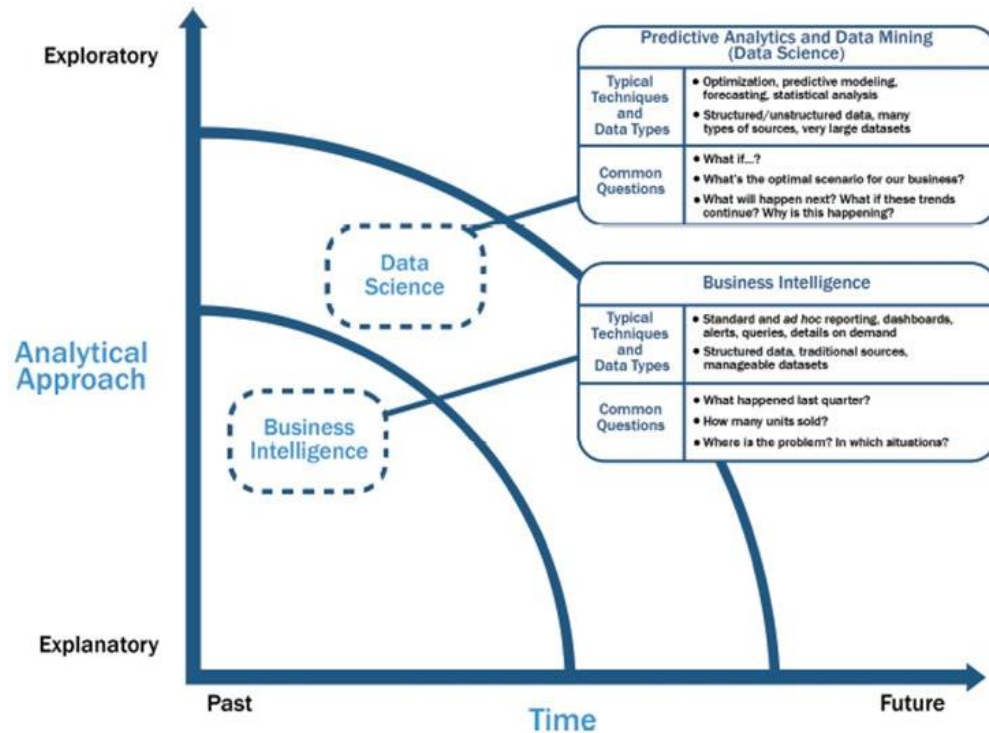 Exploratory
Analytical
Approach
Explanatory
Past
Time
Future
Data
Science
Business
Intelligence
Predictive Analytics and Data Mining
(Data Science)
Typical
Techniques
and
Data Types
• Optimization, predictive modeling,
forecasting, statistical analysis
• Structured/unstructured data, many
types of sources, very large datasets
Common
Questions
• What if...?
• What's the optimal scenario for our business?
• What will happen next? What if these trends
continue? Why is this happening?
Business Intelligence
Typical
Techniques
and
Data Types
• Standard and ad hoc reporting, dashboards,
alerts, queries, details on demand
• Structured data, traditional sources,
manageable datasets
Common
Questions
• What happened last quarter?
• How many units sold?
• Where is the problem? In which situations?